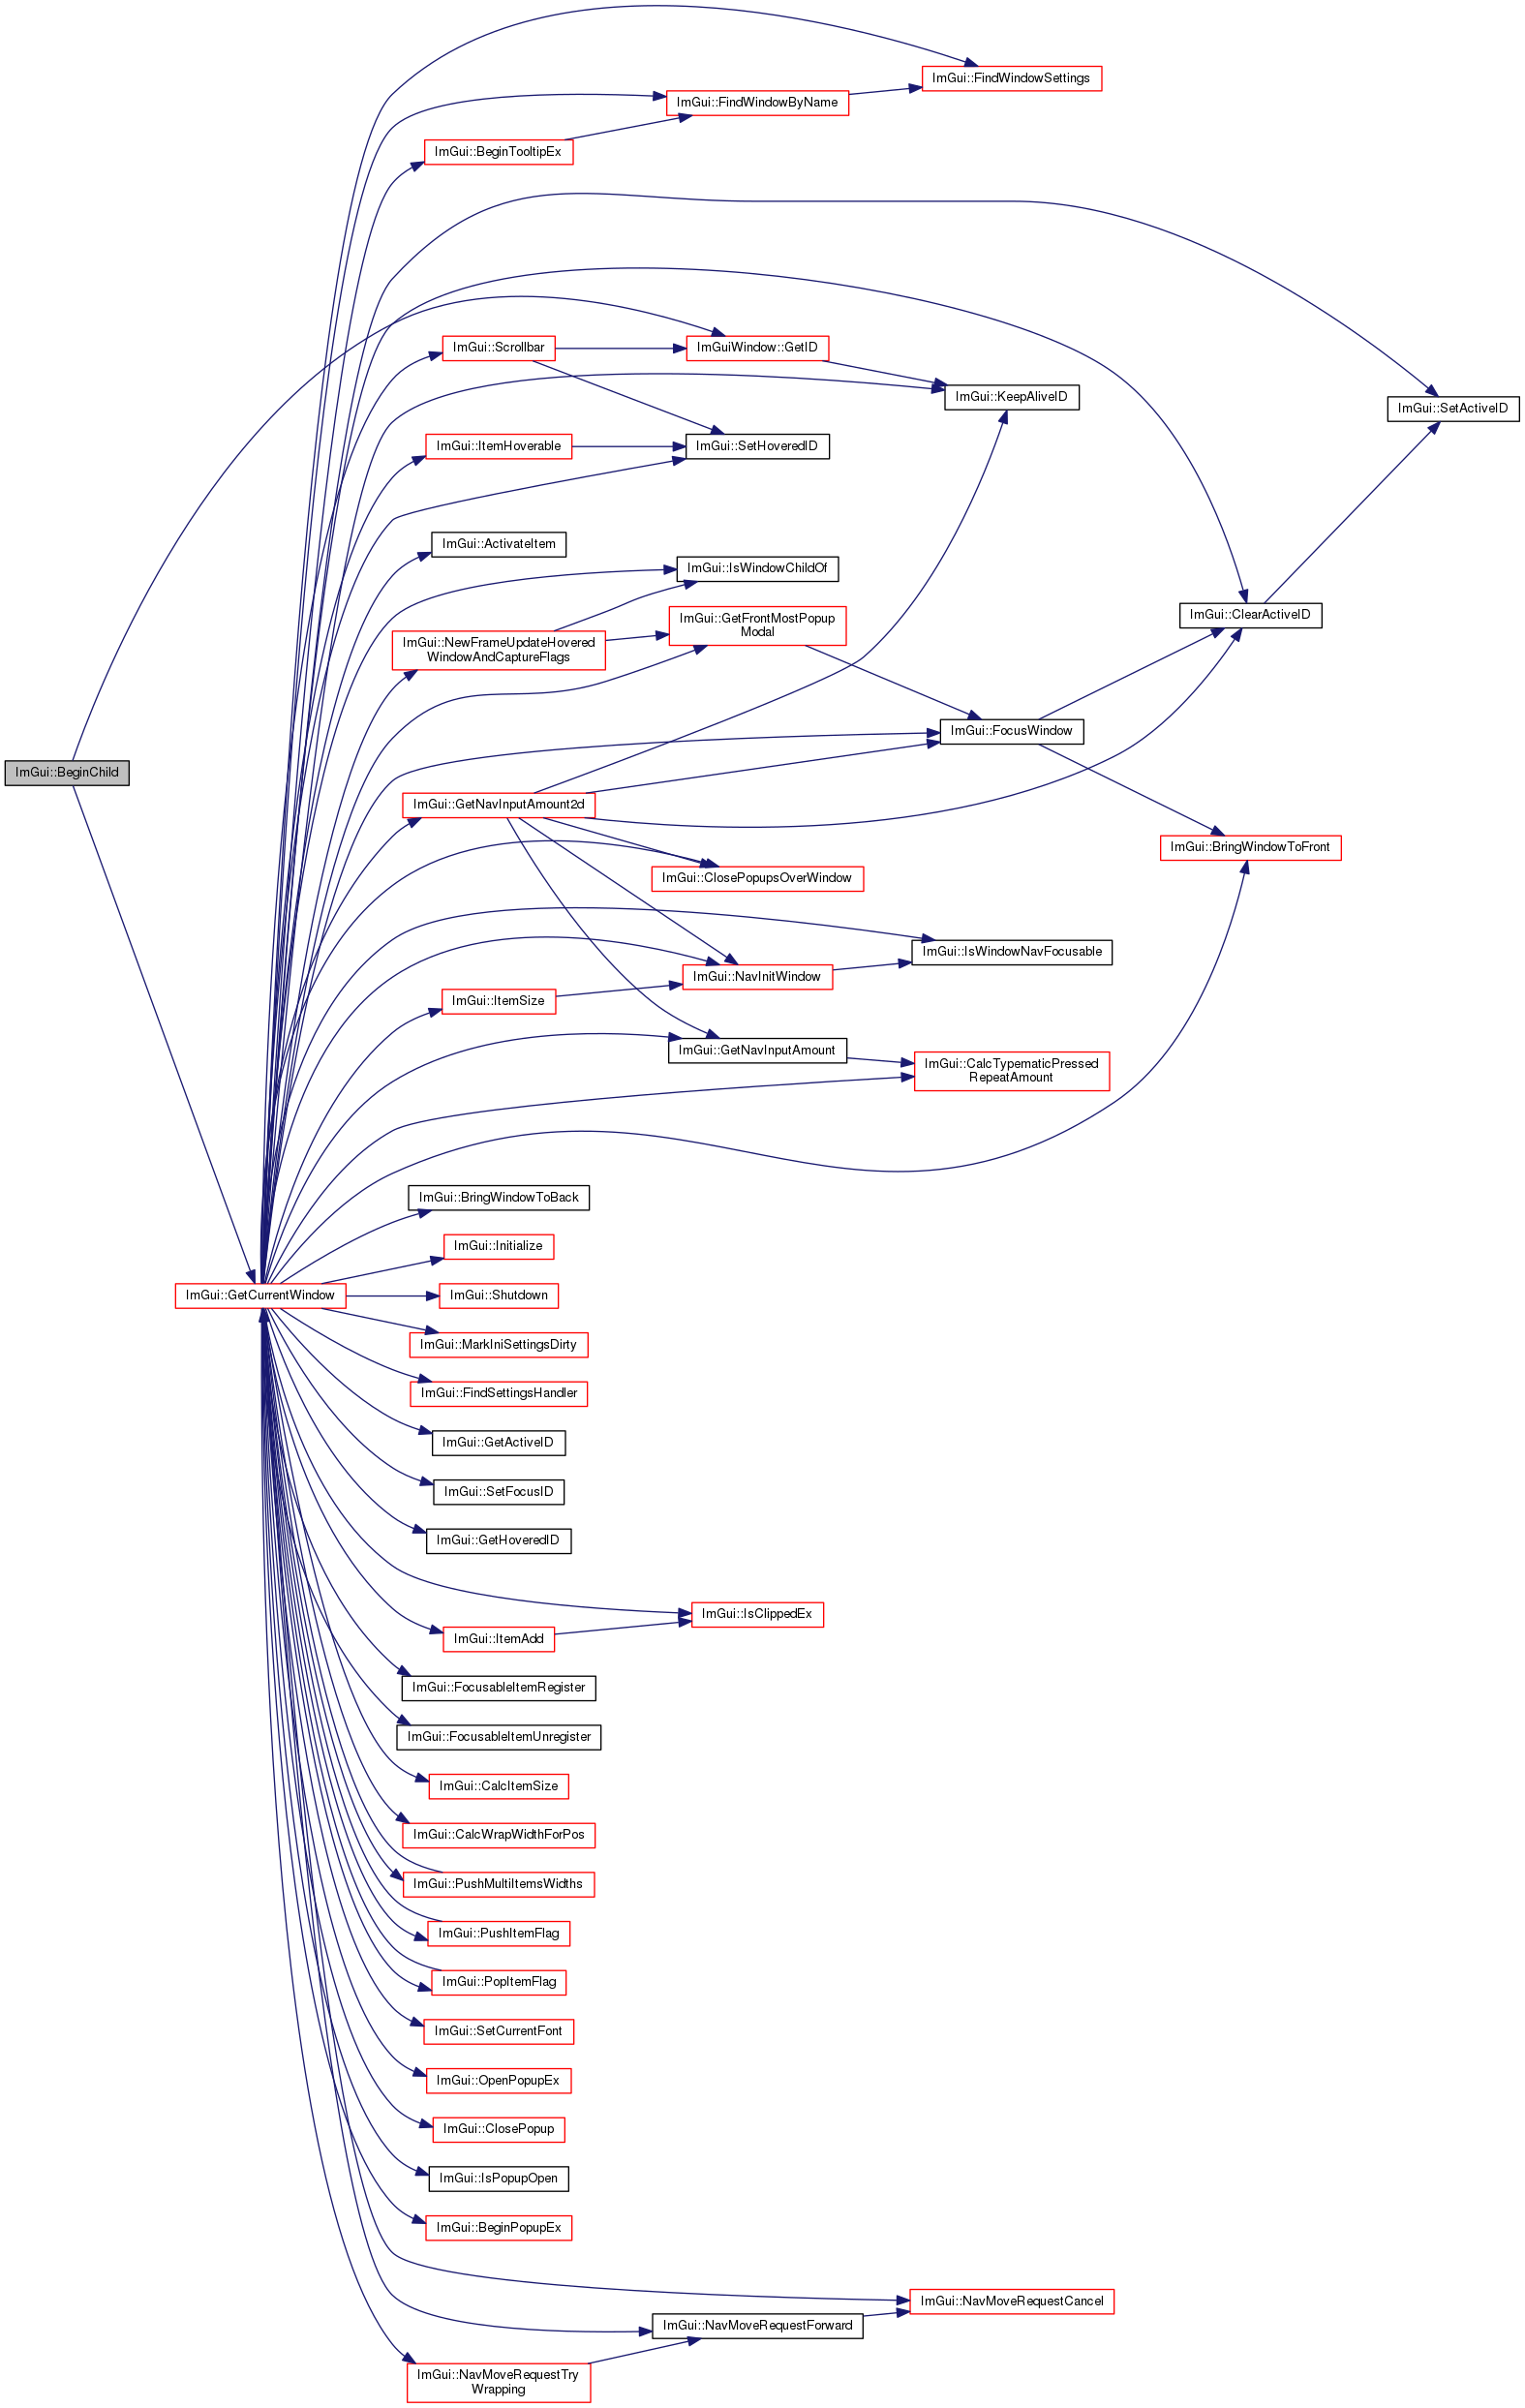 ImGui::FindWindowSettings
ImGui::FindWindowByName
ImGui::BeginTooltipEx
ImGui::Scrollbar
ImGuiWindow::GetID
ImGui::KeepAliveID
ImGui::SetActiveID
ImGui::ItemHoverable
ImGui::SetHoveredID
ImGui::ActivateItem
ImGui::IsWindowChildOf
ImGui::GetFrontMostPopup
Modal
ImGui::ClearActiveID
ImGui::NewFrameUpdateHovered
WindowAndCaptureFlags
ImGui::FocusWindow
ImGui::BeginChild
ImGui::GetNavInputAmount2d
ImGui::BringWindowToFront
ImGui::ClosePopupsOverWindow
ImGui::IsWindowNavFocusable
ImGui::NavInitWindow
ImGui::ItemSize
ImGui::GetNavInputAmount
ImGui::CalcTypematicPressed
RepeatAmount
ImGui::BringWindowToBack
ImGui::Initialize
ImGui::GetCurrentWindow
ImGui::Shutdown
ImGui::MarkIniSettingsDirty
ImGui::FindSettingsHandler
ImGui::GetActiveID
ImGui::SetFocusID
ImGui::GetHoveredID
ImGui::IsClippedEx
ImGui::ItemAdd
ImGui::FocusableItemRegister
ImGui::FocusableItemUnregister
ImGui::CalcItemSize
ImGui::CalcWrapWidthForPos
ImGui::PushMultiItemsWidths
ImGui::PushItemFlag
ImGui::PopItemFlag
ImGui::SetCurrentFont
ImGui::OpenPopupEx
ImGui::ClosePopup
ImGui::IsPopupOpen
ImGui::BeginPopupEx
ImGui::NavMoveRequestCancel
ImGui::NavMoveRequestForward
ImGui::NavMoveRequestTry
Wrapping